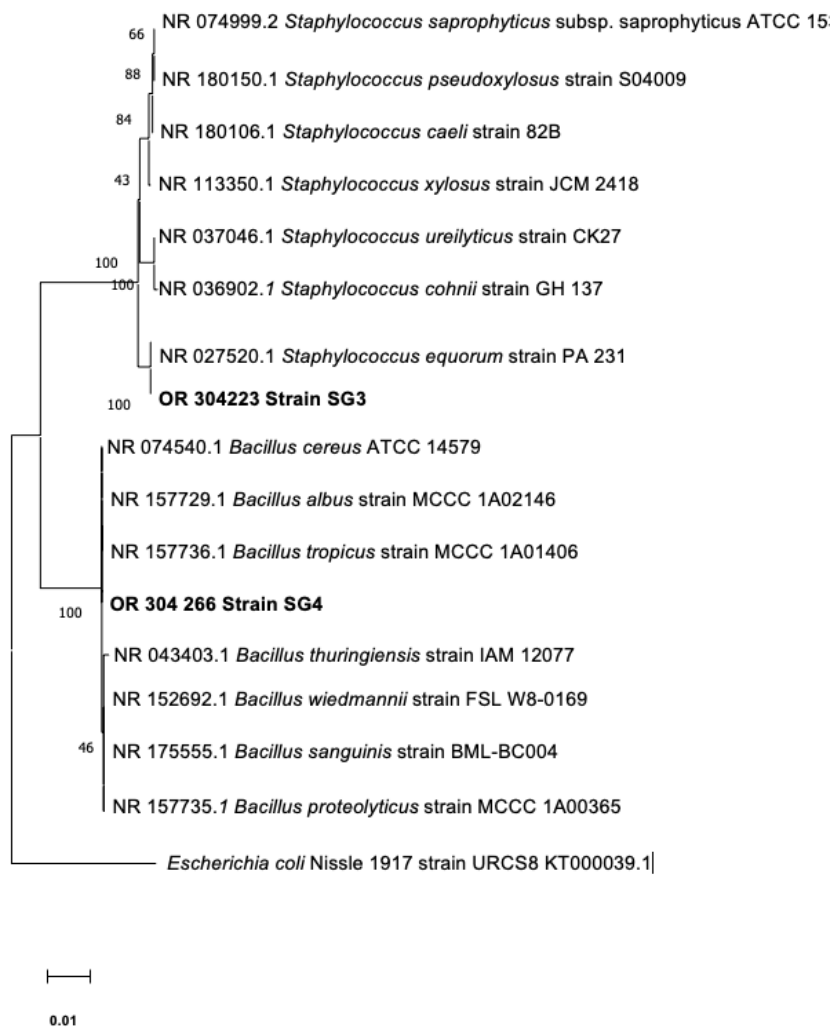 66
NR 074999.2 Staphylococcus saprophyticus subsp. saprophyticus ATCC
88
NR 180150.1 Staphylococcus pseudoxylosus strain S04009
84
NR 180106.1 Staphylococcus caeli strain 82B
43
NR 113350.1 Staphylococcus xylosus strain JCM 2418
NR 037046.1 Staphylococcus ureilyticus strain CK27
100
100
NR 036902.1 Staphylococcus cohnii strain GH 137
NR 027520.1 Staphylococcus equorum strain PA 231
100
OR 304223 Strain SG3
NR 074540.1 Bacillus cereus ATCC 14579
NR 157729.1 Bacillus albus strain MCCC 1A02146
NR 157736.1 Bacillus tropicus strain MCCC 1A01406
OR 304 266 Strain SG4
100
NR 043403.1 Bacillus thuringiensis strain IAM 12077
NR 152692.1 Bacillus wiedmannii strain FSL W8-0169
46
NR 175555.1 Bacillus sanguinis strain BML-BC004
NR 157735.1 Bacillus proteolyticus strain MCCC 1A00365
Escherichia coli Nissle 1917 strain URCS8 KT000039.1
0.01